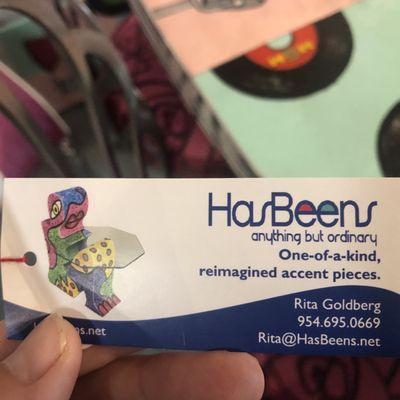 HasBeens
anything but ordinary
One-of-a-kind,
reimagined accent pieces.
Rita Goldberg
954.695.0669
Rita@HasBeens.net